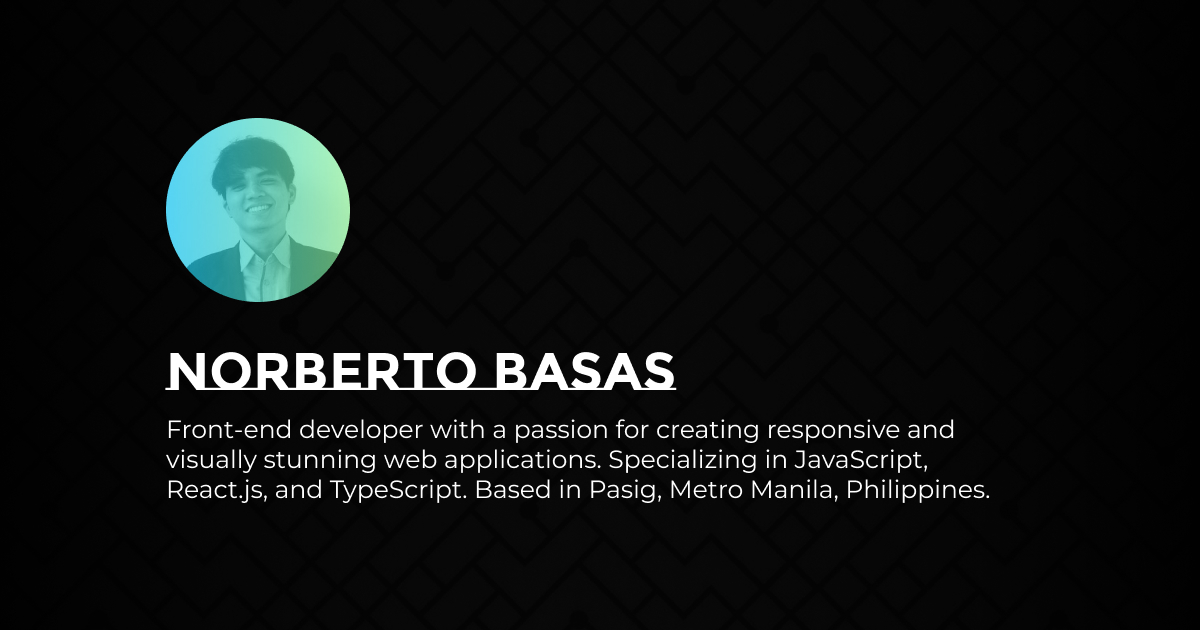 NORBERTO BASAS
Front-end developer with a passion for creating responsive and
visually stunning web applications. Specializing in JavaScript,
React.js, and TypeScript. Based in Pasig, Metro Manila, Philippines.